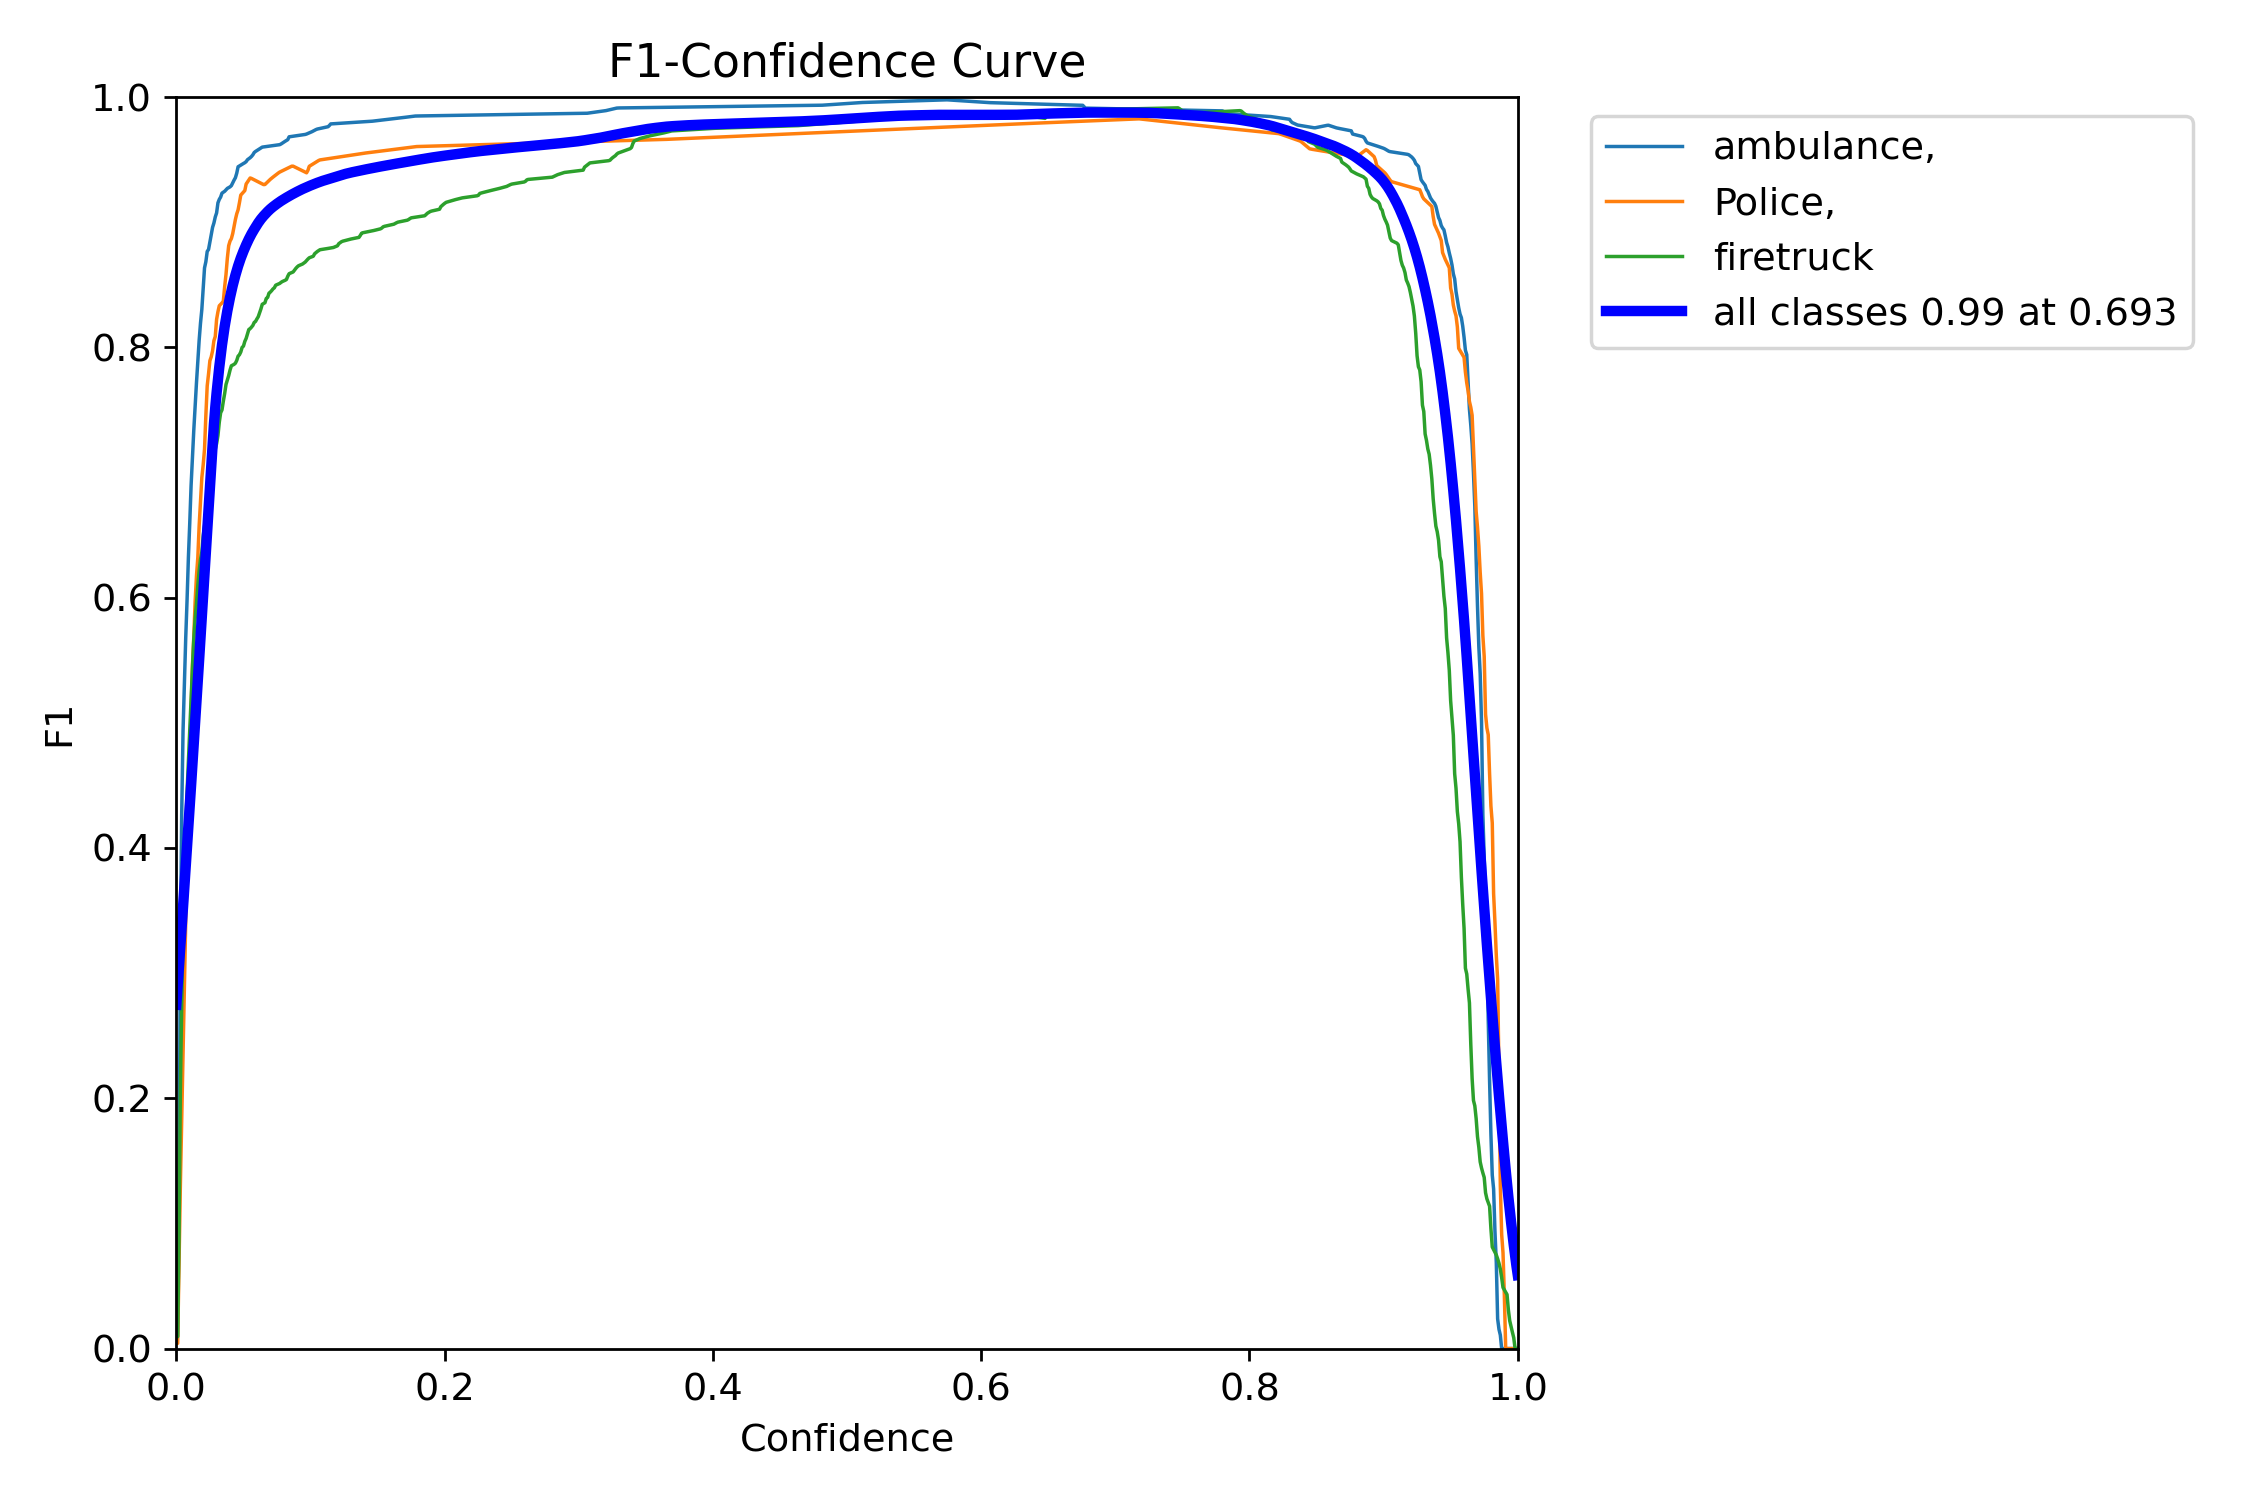 F1-Confidence Curve
1.0
0.8
0.6
0.4
0.2
0.0
F1
0.0 0.2 0.4 0.6 0.8 1.0
Confidence
ambulance,
Police,
firetruck
all classes 0.99 at 0.693